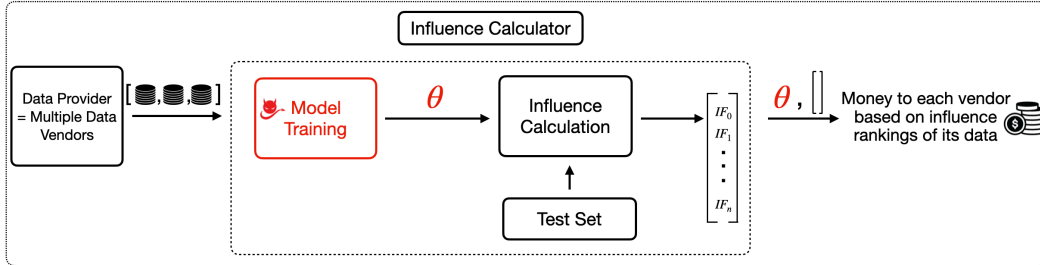 Influence Calculator
Data Provider
= Multiple Data
Vendors
[ , , ]
Model
Training
θ
Influence
Calculation
Test Set
IF₀
IF₁
.
.
.
IFₙ
θ , [ ]
Money to each vendor
based on influence
rankings of its data
$